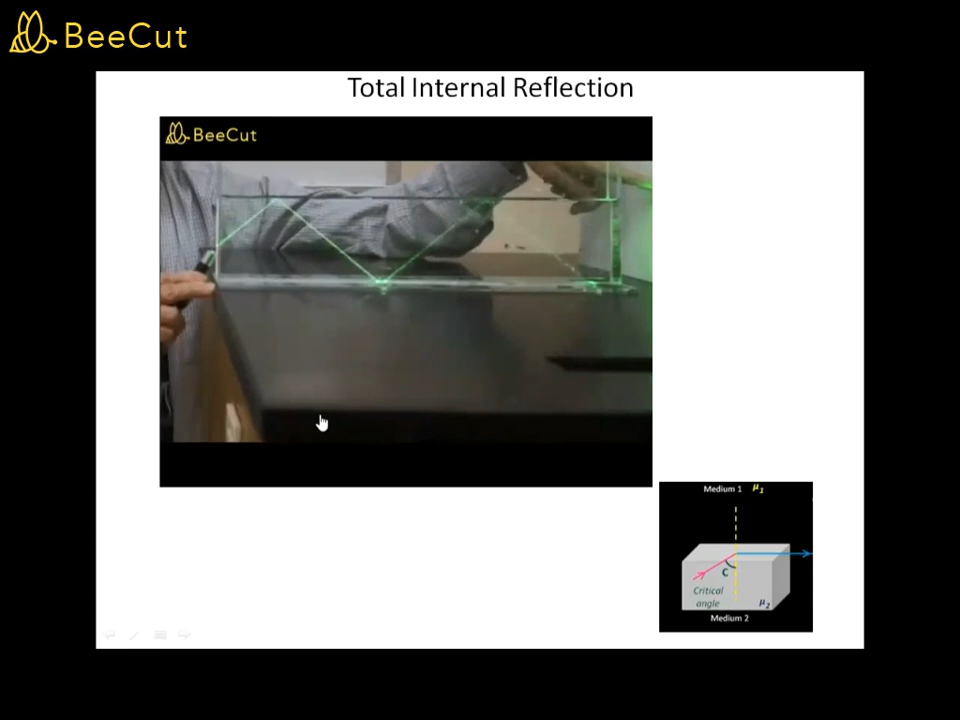 BeeCut
Total Internal Reflection
BeeCut
Medium 1 μ1
C
Critical
angle
μ2
Medium 2